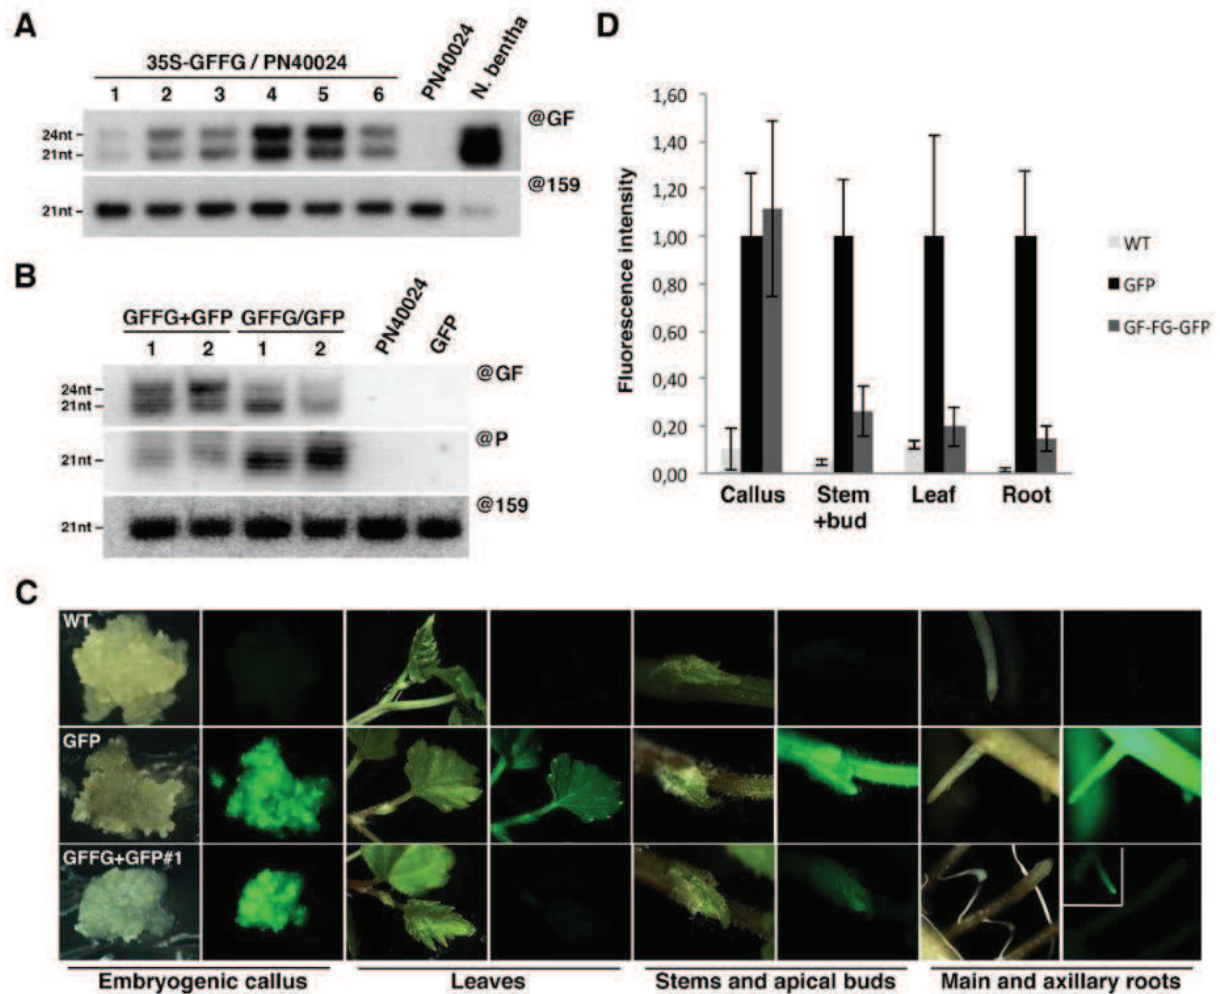 A
35S-GFFG / PN40024
PN40024
N. bentha
1 2 3 4 5 6
@GF
24nt
21nt
@159
21nt
B
GFFG+GFP GFFG/GFP
PN40024
GFP
1 2 1 2
@GF
24nt
21nt
@P
21nt
@159
21nt
D
Fluorescence intensity
1,60
1,40
1,20
1,00
0,80
0,60
0,40
0,20
0,00
Callus Stem +bud Leaf Root
WT
GFP
GF-FG-GFP
C
WT
GFP
GFFG+GFP#1
Embryogenic callus Leaves Stems and apical buds Main and axillary roots